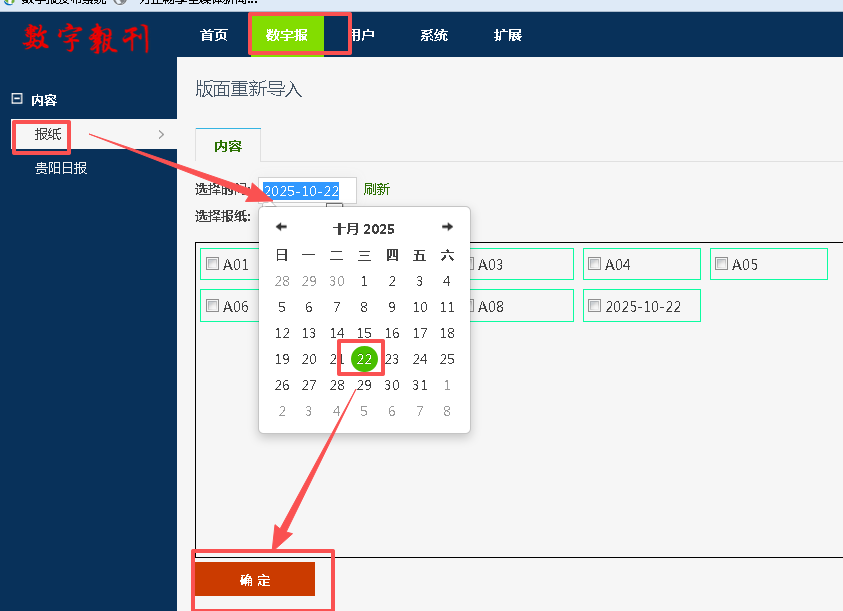 数字报刊 首页 数字报 用户 系统 扩展
版面重新导入
内容
报纸
贵阳日报
内容
选择时间: 2025-10-22 刷新
选择报纸:
十月 2025
日 一 二 三 四 五 六
28 29 30 1 2 3 4
5 6 7 8 9 10 11
12 13 14 15 16 17 18
19 20 21 22 23 24 25
26 27 28 29 30 31 1
2 3 4 5 6 7 8
A01 A03 A04 A05
A06 A08 2025-10-22
确 定